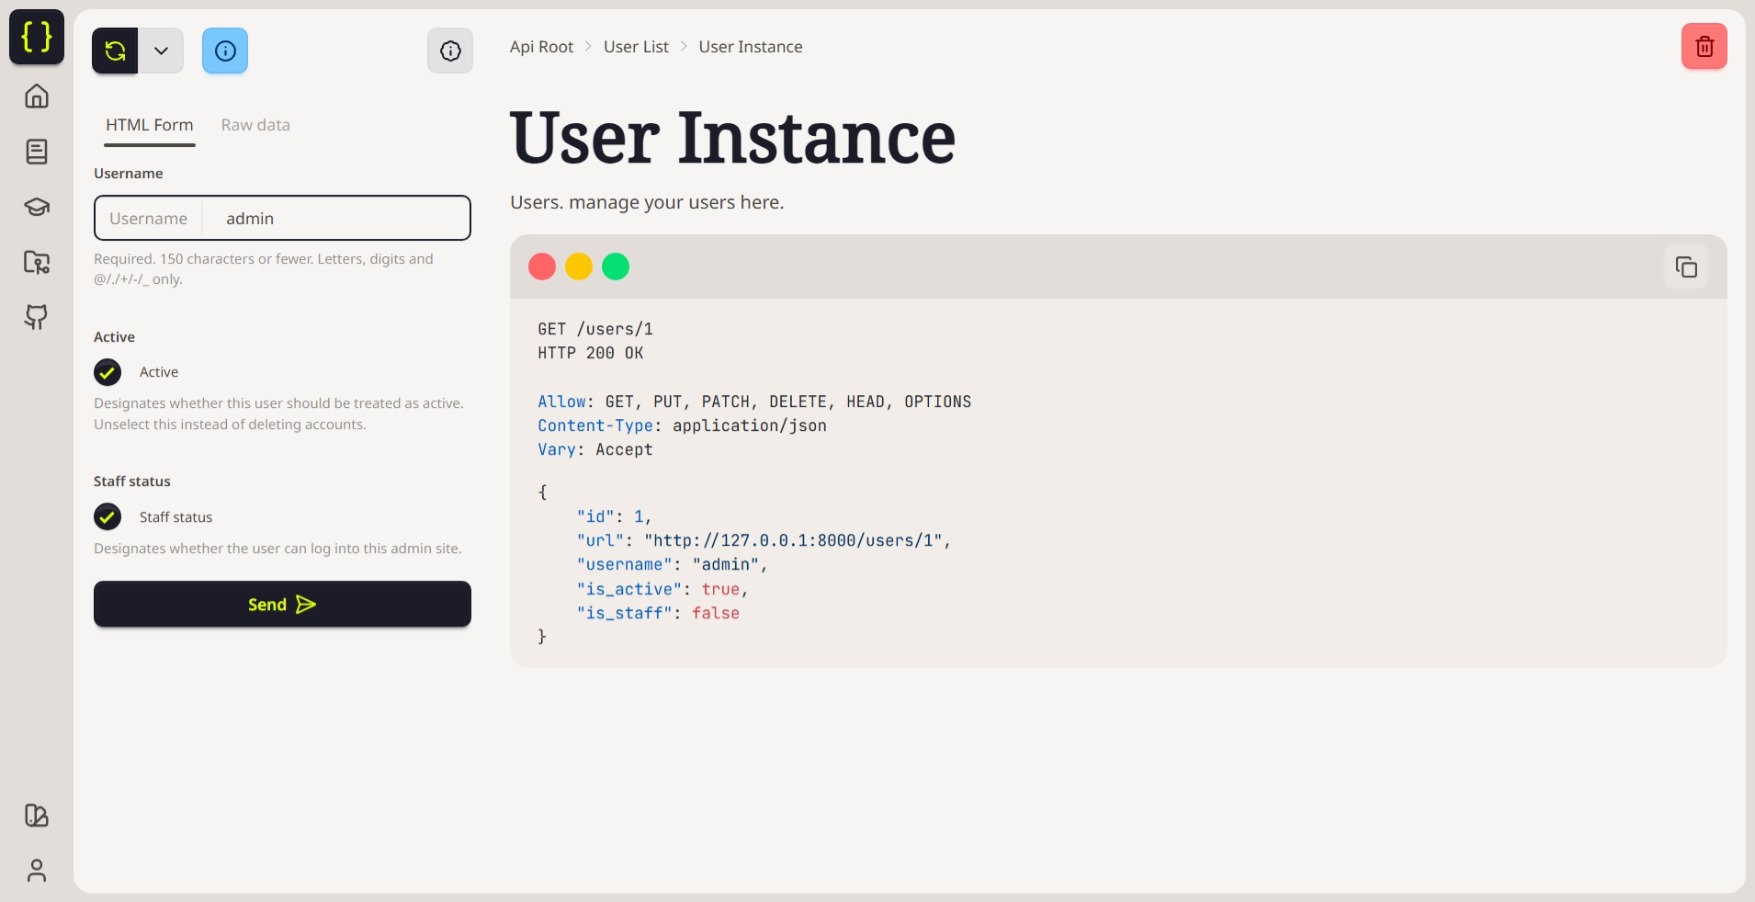 {}
Api Root > User List > User Instance
HTML Form Raw data
Username
Username admin
Required. 150 characters or fewer. Letters, digits and
@/./+/-/_ only.
Active
Active
Designates whether this user should be treated as active.
Unselect this instead of deleting accounts.
Staff status
Staff status
Designates whether the user can log into this admin site.
Send
User Instance
Users. manage your users here.
GET /users/1
HTTP 200 OK
Allow: GET, PUT, PATCH, DELETE, HEAD, OPTIONS
Content-Type: application/json
Vary: Accept
{
    "id": 1,
    "url": "http://127.0.0.1:8000/users/1",
    "username": "admin",
    "is_active": true,
    "is_staff": false
}